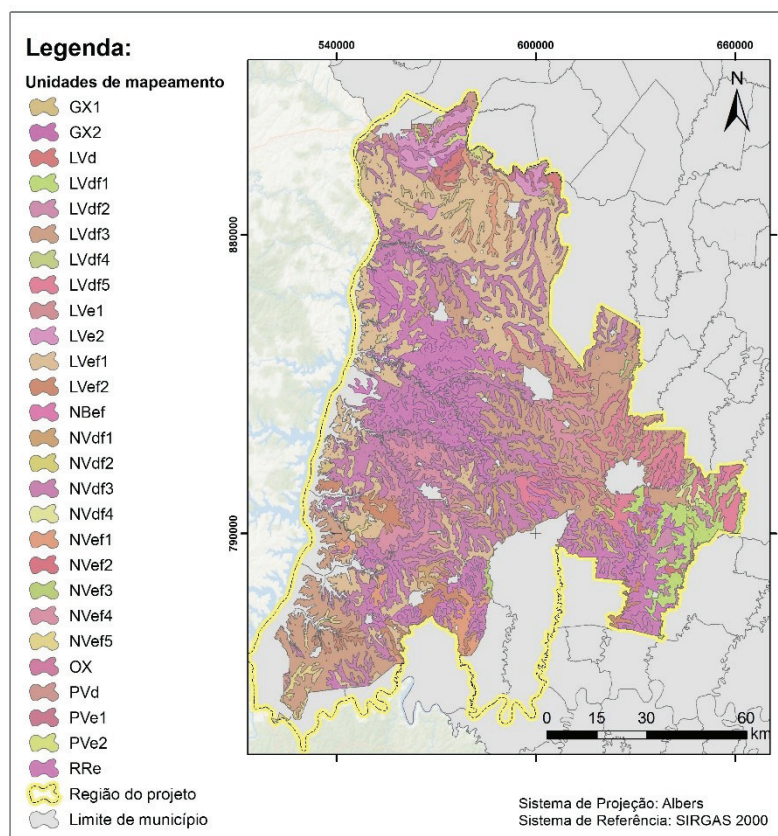 Legenda:
Unidades de mapeamento
GX1
GX2
LVd
LVdf1
LVdf2
LVdf3
LVdf4
LVdf5
LVe1
LVe2
LVef1
LVef2
NBef
NVdf1
NVdf2
NVdf3
NVdf4
NVef1
NVef2
NVef3
NVef4
NVef5
OX
PVd
PVe1
PVe2
RRe
Região do projeto
Limite de município
540000 600000 660000
N
880000
790000
0 15 30 60
km
Sistema de Projeção: Albers
Sistema de Referência: SIRGAS 2000